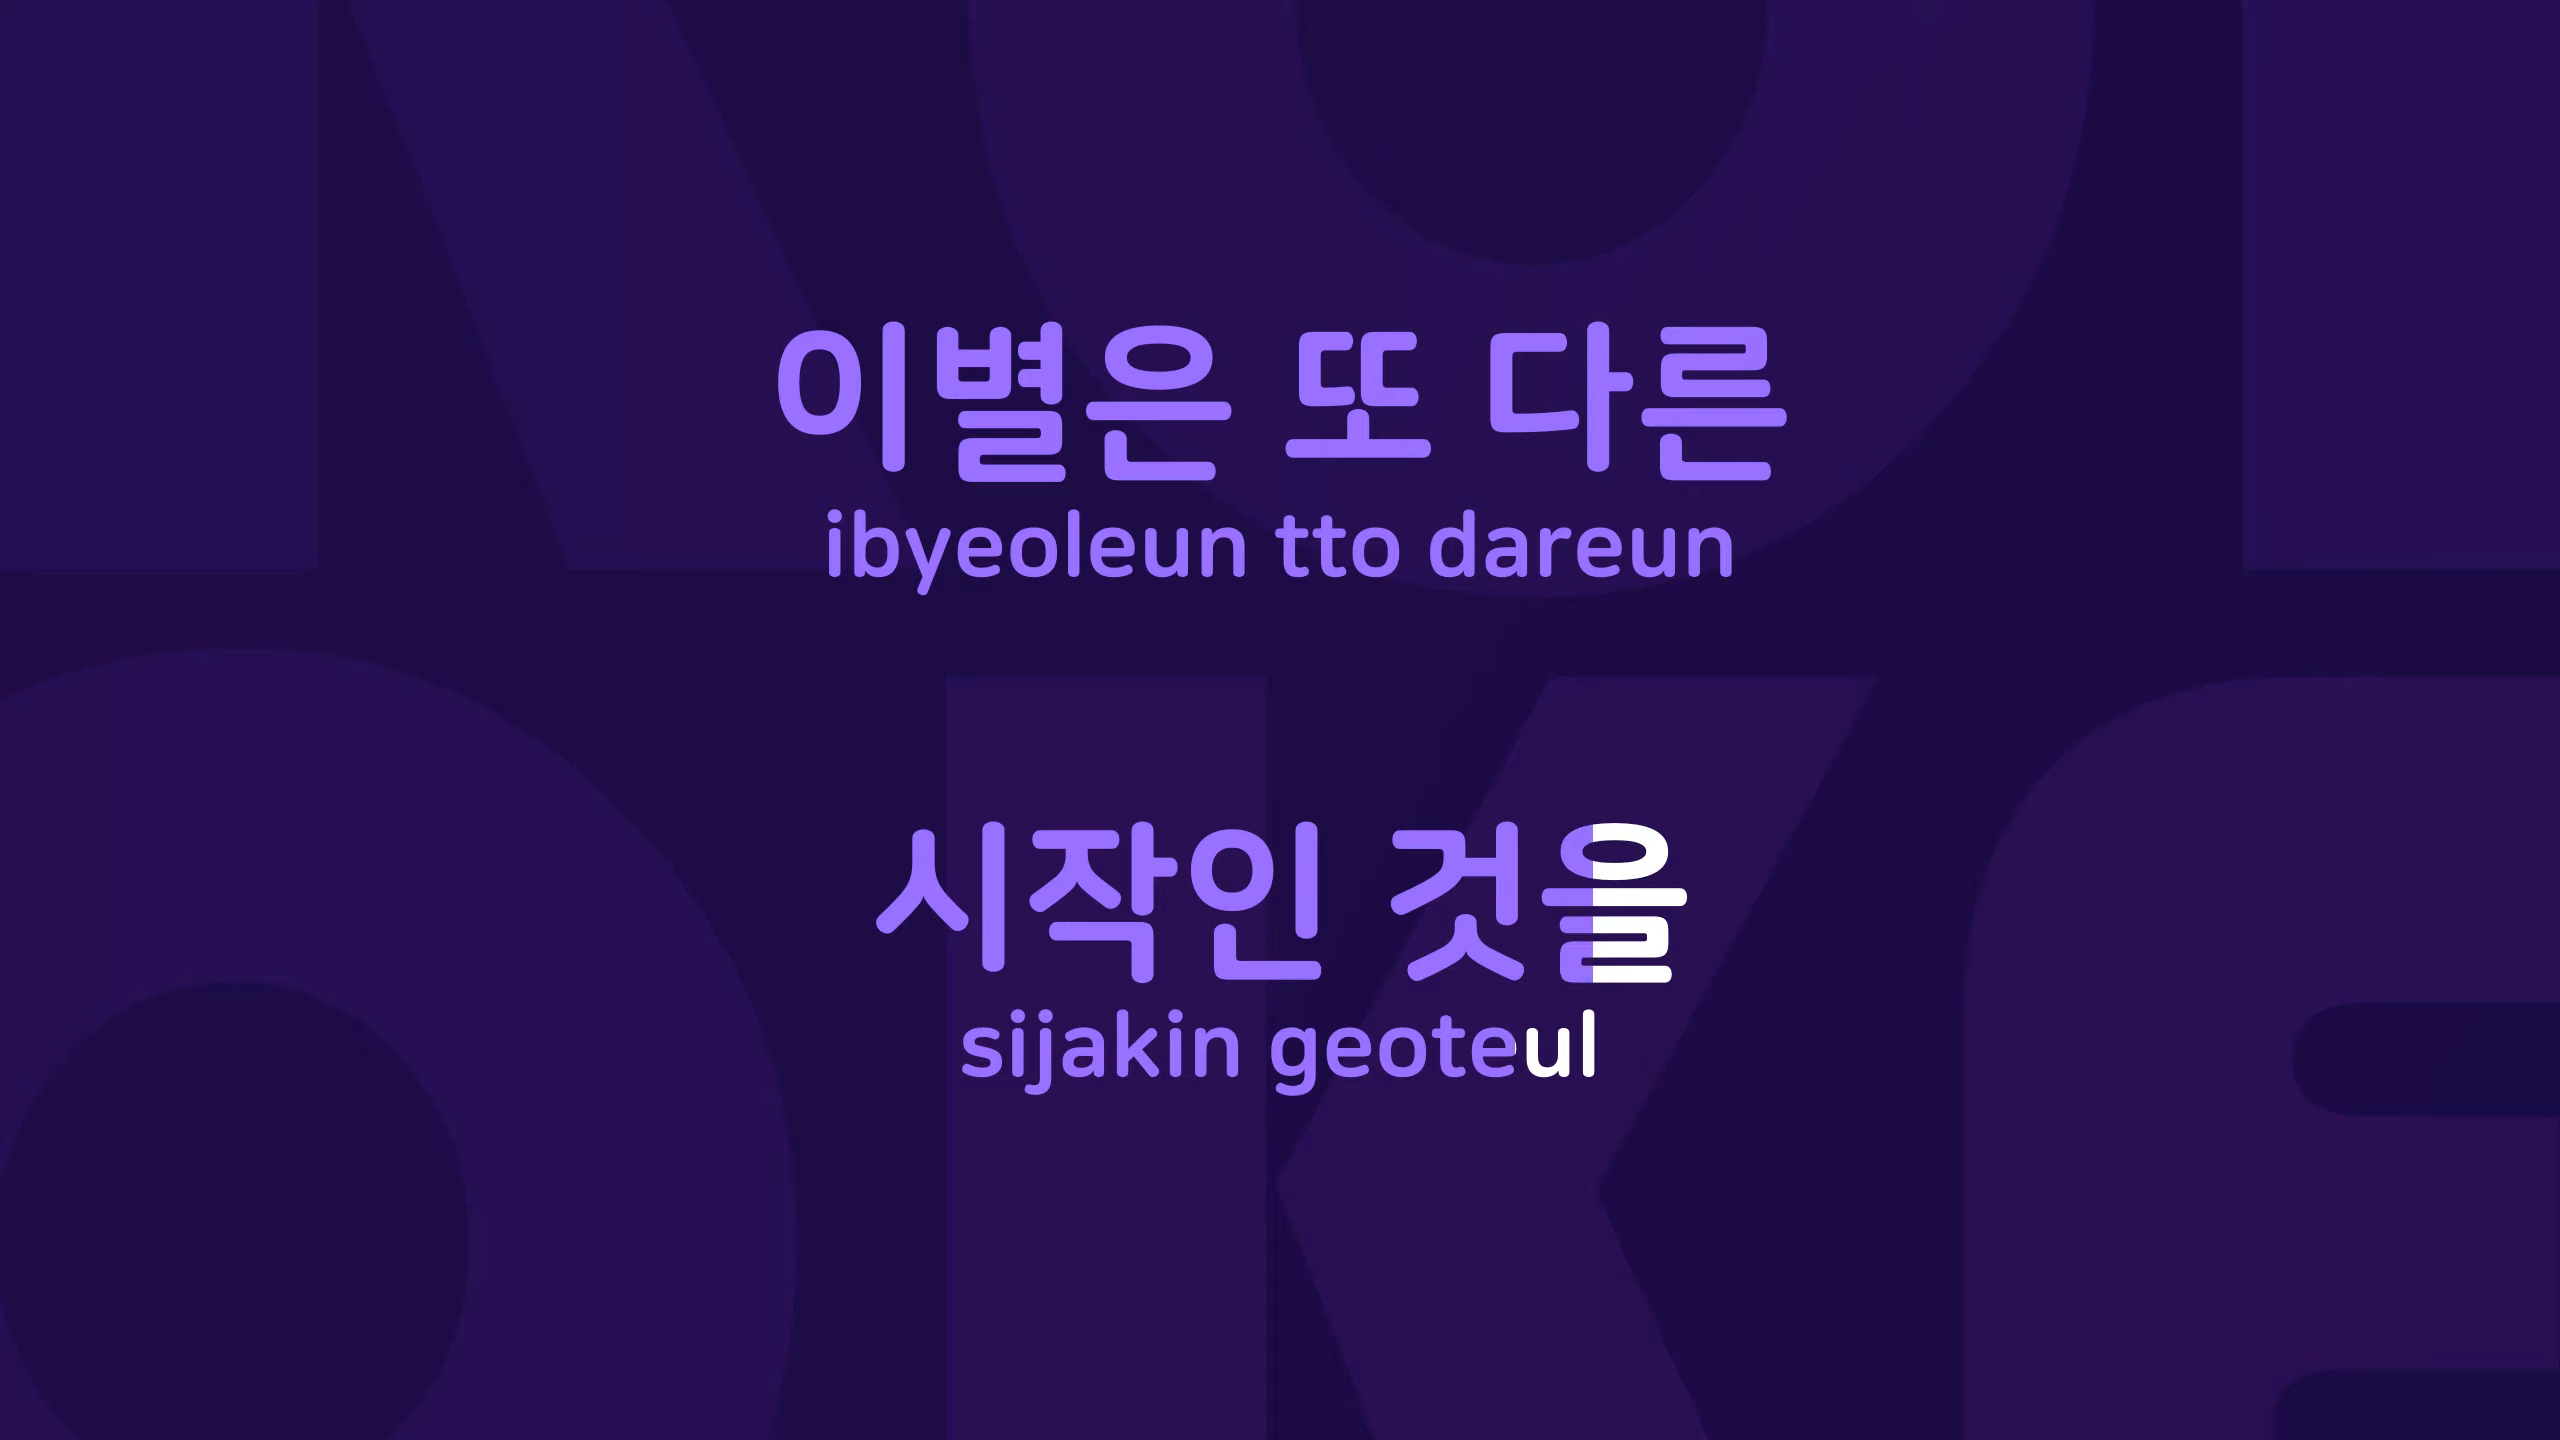 이별은 또 다른
ibyeoleun tto dareun
시작인 것을
sijakin geoteul